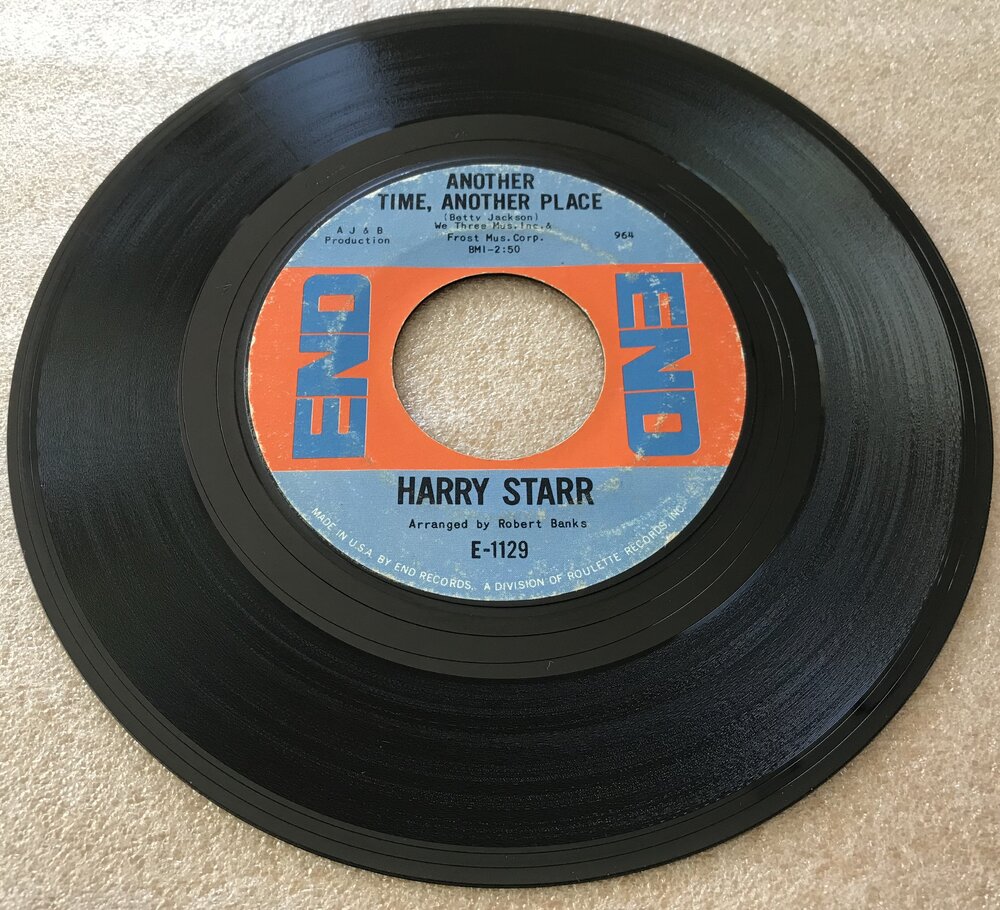 ANOTHER
TIME, ANOTHER PLACE
(Betty Jackson)
We Three Mus.Inc.&
Frost Mus.Corp.
BMI-2:50
A J & B
Production
964
END
END
HARRY STARR
Arranged by Robert Banks
E-1129
MADE IN U.S.A. BY END RECORDS,. A DIVISION OF ROULETTE RECORDS, INC.